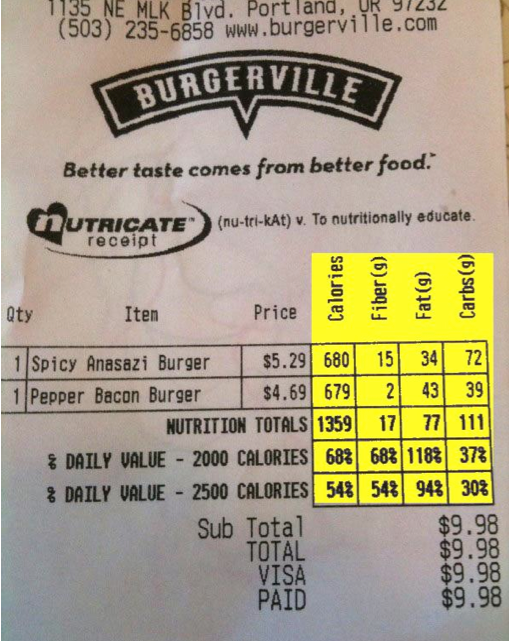 1135 NE MLK Blvd. Portland, OR 97232
(503) 235-6858 www.burgerville.com
BURGERVILLE
Better taste comes from better food.™
NUTRICATE™ receipt (nu-tri-kAt) v. To nutritionally educate.
Qty Item Price Calories Fiber(g) Fat(g) Carbs(g)
1 Spicy Anasazi Burger $5.29 680 15 34 72
1 Pepper Bacon Burger $4.69 679 2 43 39
NUTRITION TOTALS 1359 17 77 111
% DAILY VALUE - 2000 CALORIES 68% 68% 118% 37%
% DAILY VALUE - 2500 CALORIES 54% 54% 94% 30%
Sub Total $9.98
TOTAL $9.98
VISA $9.98
PAID $9.98